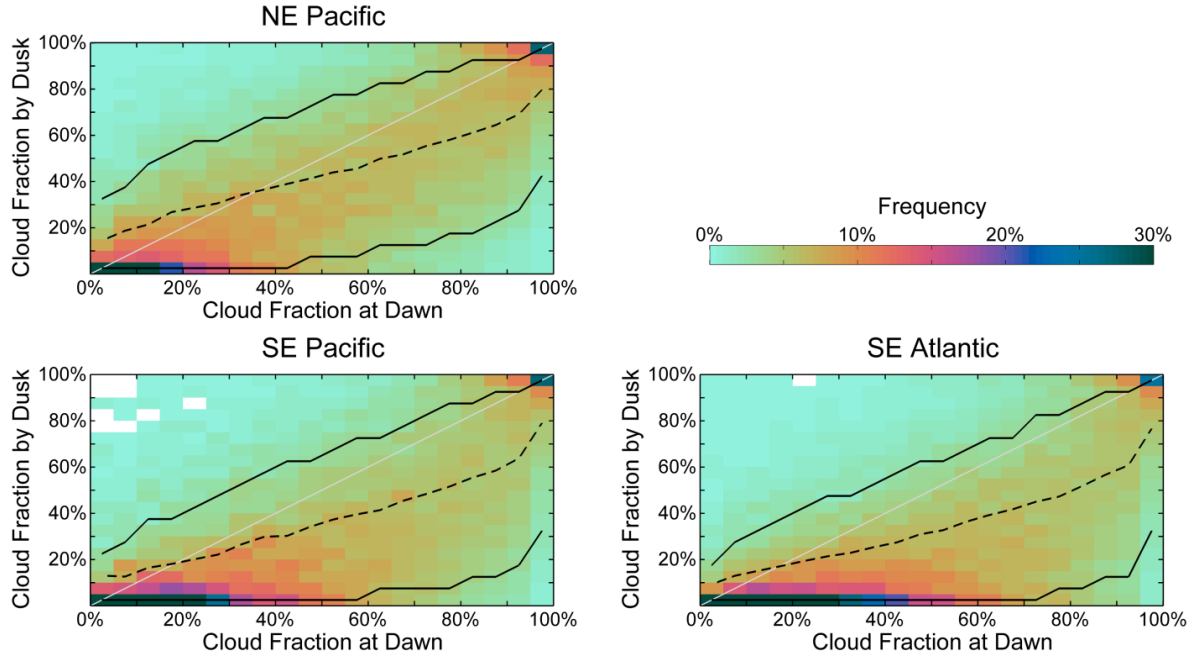 NE Pacific
Cloud Fraction by Dusk
100%
80%
60%
40%
20%
0% 20% 40% 60% 80% 100%
Cloud Fraction at Dawn
Frequency
0% 10% 20% 30%
SE Pacific
Cloud Fraction by Dusk
100%
80%
60%
40%
20%
0% 20% 40% 60% 80% 100%
Cloud Fraction at Dawn
SE Atlantic
Cloud Fraction by Dusk
100%
80%
60%
40%
20%
0% 20% 40% 60% 80% 100%
Cloud Fraction at Dawn